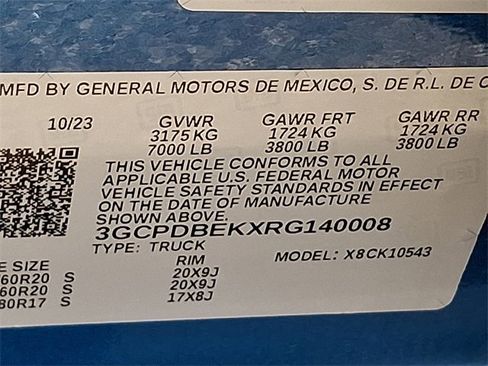 MFD BY GENERAL MOTORS DE MEXICO, S. DE R.L. DE C
10/23 GVWR GAWR FRT GAWR RR
3175 KG 1724 KG 1724 KG
7000 LB 3800 LB 3800 LB
THIS VEHICLE CONFORMS TO ALL
APPLICABLE U.S. FEDERAL MOTOR
VEHICLE SAFETY STANDARDS IN EFFECT
ON THE DATE OF MANUFACTURE
SHOWN ABOVE.
3GCPDBEKXRG140008
TYPE: TRUCK MODEL: X8CK10543
E SIZE RIM
60R20 S 20X9J
60R20 S 20X9J
80R17 S 17X8J